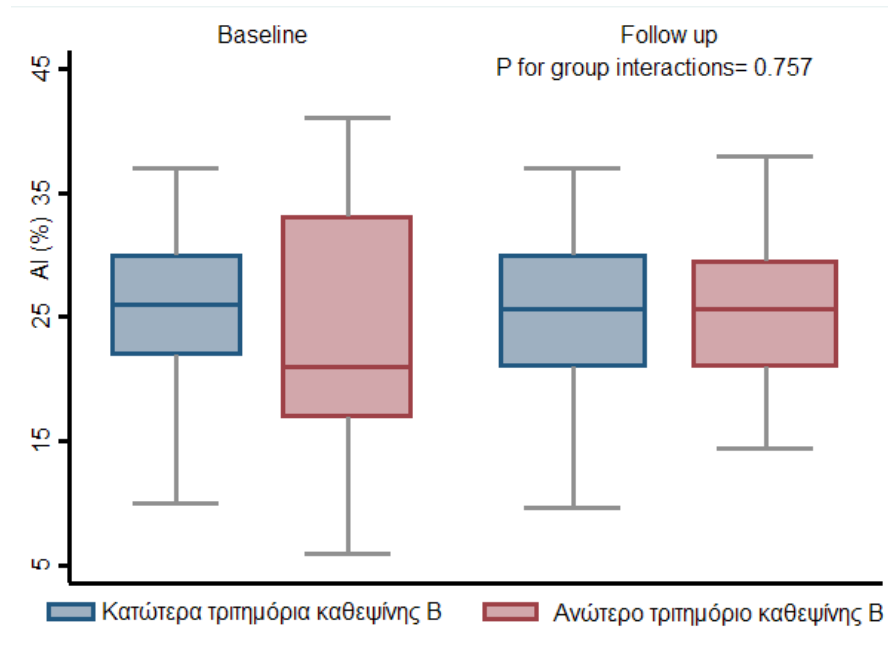 Baseline
Follow up
P for group interactions= 0.757
45
35
25
15
5
AI (%)
Κατώτερα τριτημόρια καθεψίνης Β
Ανώτερο τριτημόριο καθεψίνης Β